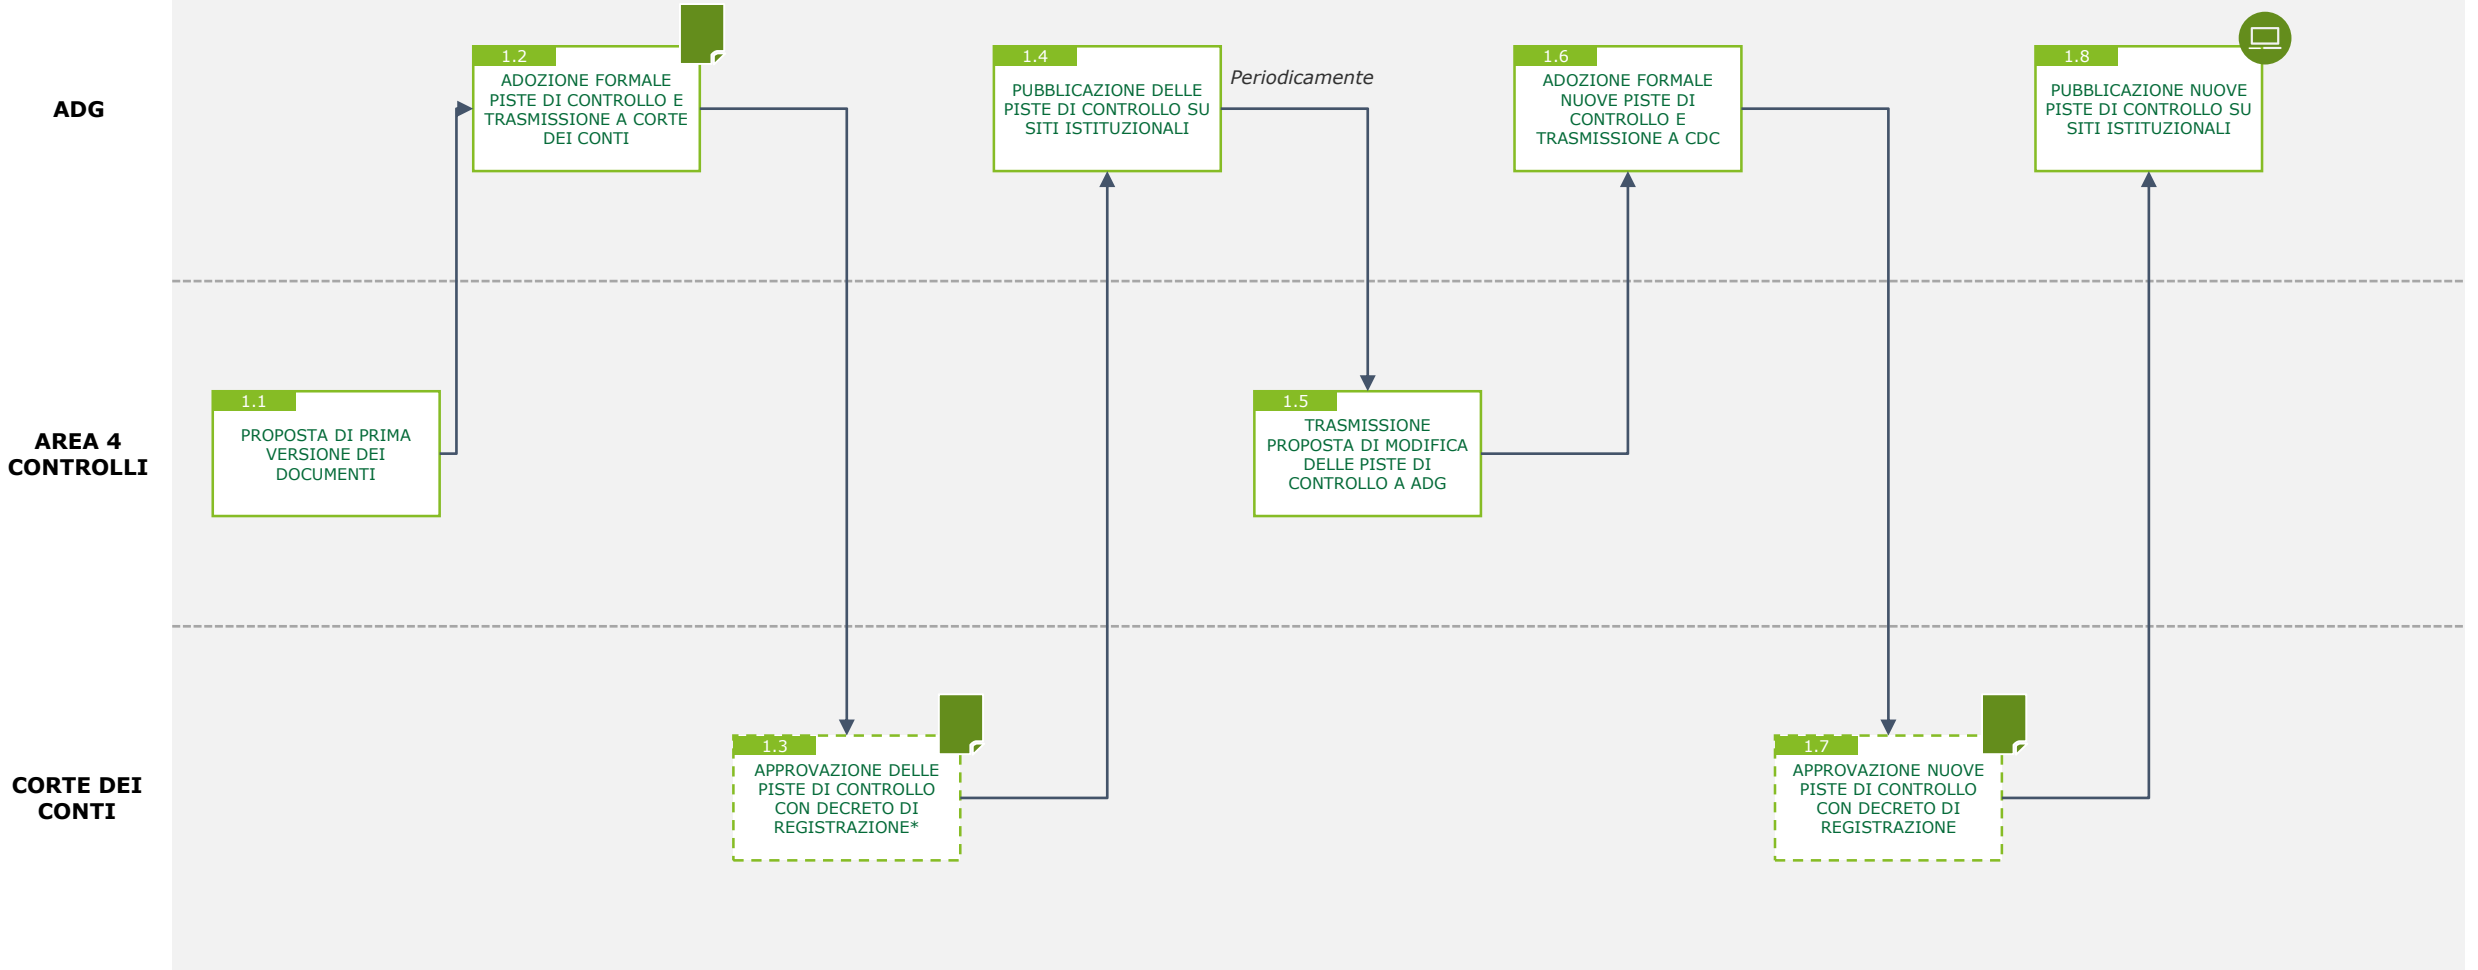 ADG
1.2
ADOZIONE FORMALE
PISTE DI CONTROLLO E
TRASMISSIONE A CORTE
DEI CONTI
1.4
PUBBLICAZIONE DELLE
PISTE DI CONTROLLO SU
SITI ISTITUZIONALI
Periodicamente
1.6
ADOZIONE FORMALE
NUOVE PISTE DI
CONTROLLO E
TRASMISSIONE A CDC
1.8
PUBBLICAZIONE NUOVE
PISTE DI CONTROLLO SU
SITI ISTITUZIONALI
AREA 4
CONTROLLI
1.1
PROPOSTA DI PRIMA
VERSIONE DEI
DOCUMENTI
1.5
TRASMISSIONE
PROPOSTA DI MODIFICA
DELLE PISTE DI
CONTROLLO A ADG
CORTE DEI
CONTI
1.3
APPROVAZIONE DELLE
PISTE DI CONTROLLO
CON DECRETO DI
REGISTRAZIONE*
1.7
APPROVAZIONE NUOVE
PISTE DI CONTROLLO
CON DECRETO DI
REGISTRAZIONE